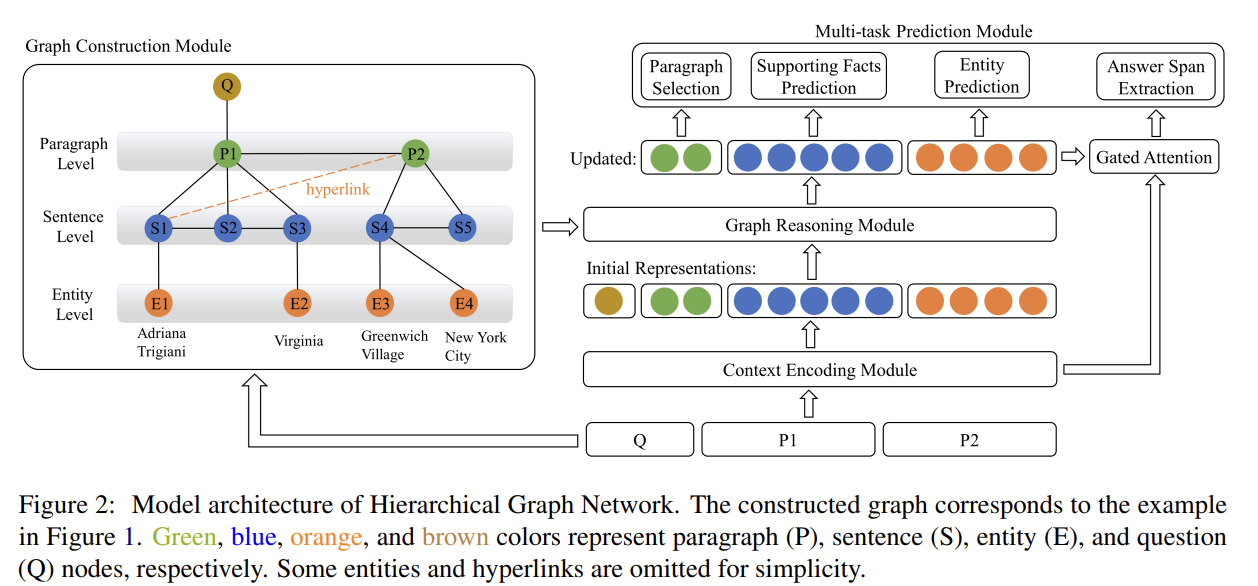 Graph Construction Module
Q
Paragraph
Level
P1
P2
hyperlink
Sentence
Level
S1
S2
S3
S4
S5
Entity
Level
E1
E2
E3
E4
Adriana
Trigiani
Virginia
Greenwich
Village
New York
City
Multi-task Prediction Module
Paragraph
Selection
Supporting Facts
Prediction
Entity
Prediction
Answer Span
Extraction
Updated:
Gated Attention
Graph Reasoning Module
Initial Representations:
Context Encoding Module
Q
P1
P2
Figure 2: Model architecture of Hierarchical Graph Network. The constructed graph corresponds to the example
in Figure 1. Green, blue, orange, and brown colors represent paragraph (P), sentence (S), entity (E), and question
(Q) nodes, respectively. Some entities and hyperlinks are omitted for simplicity.